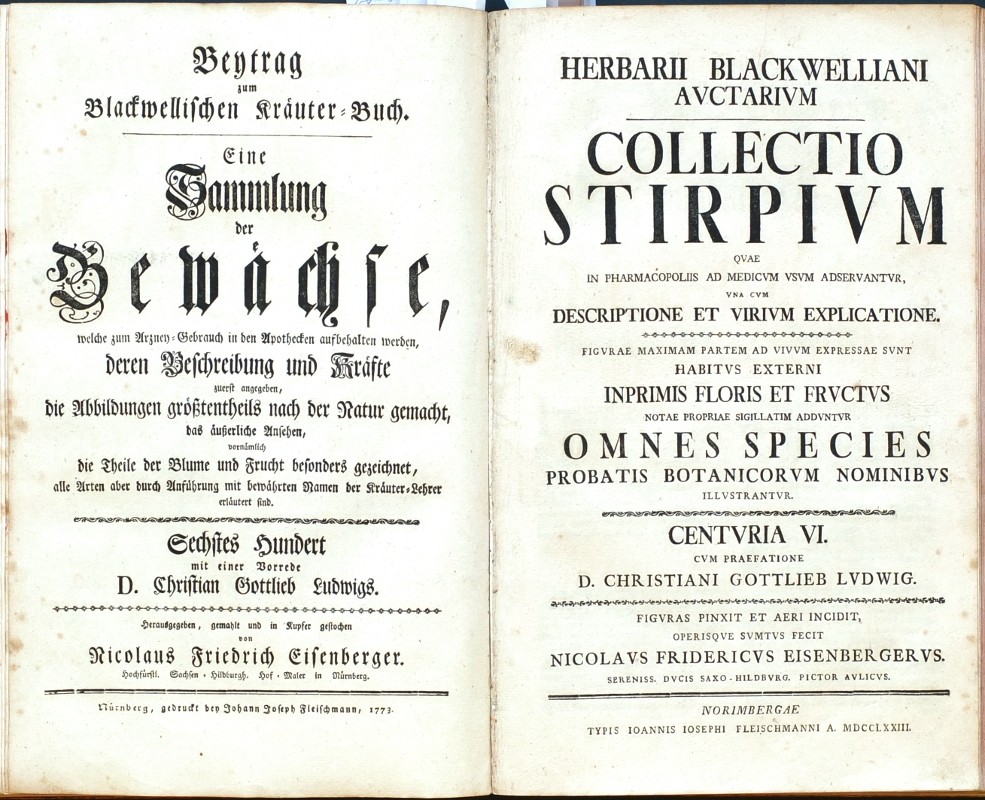 Beytrag
zum
Blackwellischen Kräuter-Buch.
Eine
Sammlung
der
Gewächse,
welche zum Arzney-Gebrauch in den Apothecken aufbehalten werden,
deren Beschreibung und Kräfte
zuerst angegeben,
die Abbildungen größtentheils nach der Natur gemacht,
das äußerliche Ansehen,
vornämlich
die Theile der Blume und Frucht besonders gezeichnet,
alle Arten aber durch Anführung mit bewährten Namen der Kräuter-Lehrer
erläutert sind.
Sechstes Hundert
mit einer Vorrede
D. Christian Gottlieb Ludwigs.
Herausgegeben, gemahlt und in Kupfer gestochen
von
Nicolaus Friedrich Eisenberger.
Hochfürstl. Sachsen-Hildburgh. Hof-Maler in Nürnberg.
Nürnberg, gedruckt bey Johann Joseph Fleischmann, 1773.
HERBARII BLACKWELLIANI
AVCTARIVM
COLLECTIO
STIRPIVM
QVAE
IN PHARMACOPOLIIS AD MEDICVM VSVM ADSERVANTVR,
VNA CVM
DESCRIPTIONE ET VIRIVM EXPLICATIONE.
FIGVRAE MAXIMAM PARTEM AD VIVVM EXPRESSAE SVNT
HABITVS EXTERNI
INPRIMIS FLORIS ET FRVCTVS
NOTAE PROPRIAE SIGILLATIM ADDVNTVR
OMNES SPECIES
PROBATIS BOTANICORVM NOMINIBVS
ILLVSTRANTVR.
CENTVRIA VI.
CVM PRAEFATIONE
D. CHRISTIANI GOTTLIEB LVDWIG.
FIGVRAS PINXIT ET AERI INCIDIT,
OPERISQVE SVMTVS FECIT
NICOLAVS FRIDERICVS EISENBERGERVS.
SERENISS. DVCIS SAXO-HILDBVRG. PICTOR AVLICVS.
NORIMBERGAE
TYPIS IOANNIS IOSEPHI FLEISCHMANNI A. MDCCLXXIII.